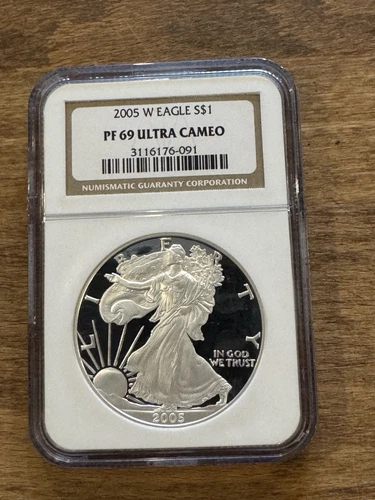 2005 W EAGLE S$1
PF 69 ULTRA CAMEO
3116176-091
NUMISMATIC GUARANTY CORPORATION
LIBERTY
IN GOD
WE TRUST
2005